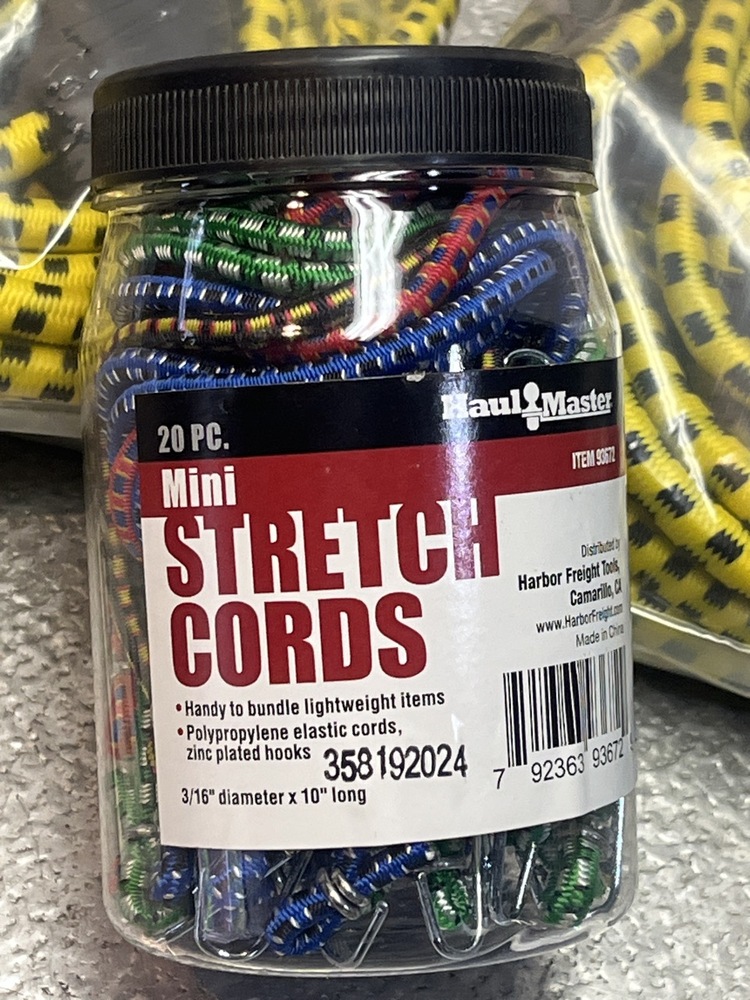 Haul Master
20 PC.
ITEM 93672
Mini
STRETCH
CORDS
Distributed by
Harbor Freight Tools,
Camarillo, CA
www.HarborFreight.com
Made in China
•Handy to bundle lightweight items
•Polypropylene elastic cords,
zinc plated hooks
358192024
3/16" diameter x 10" long
7 92363 93672